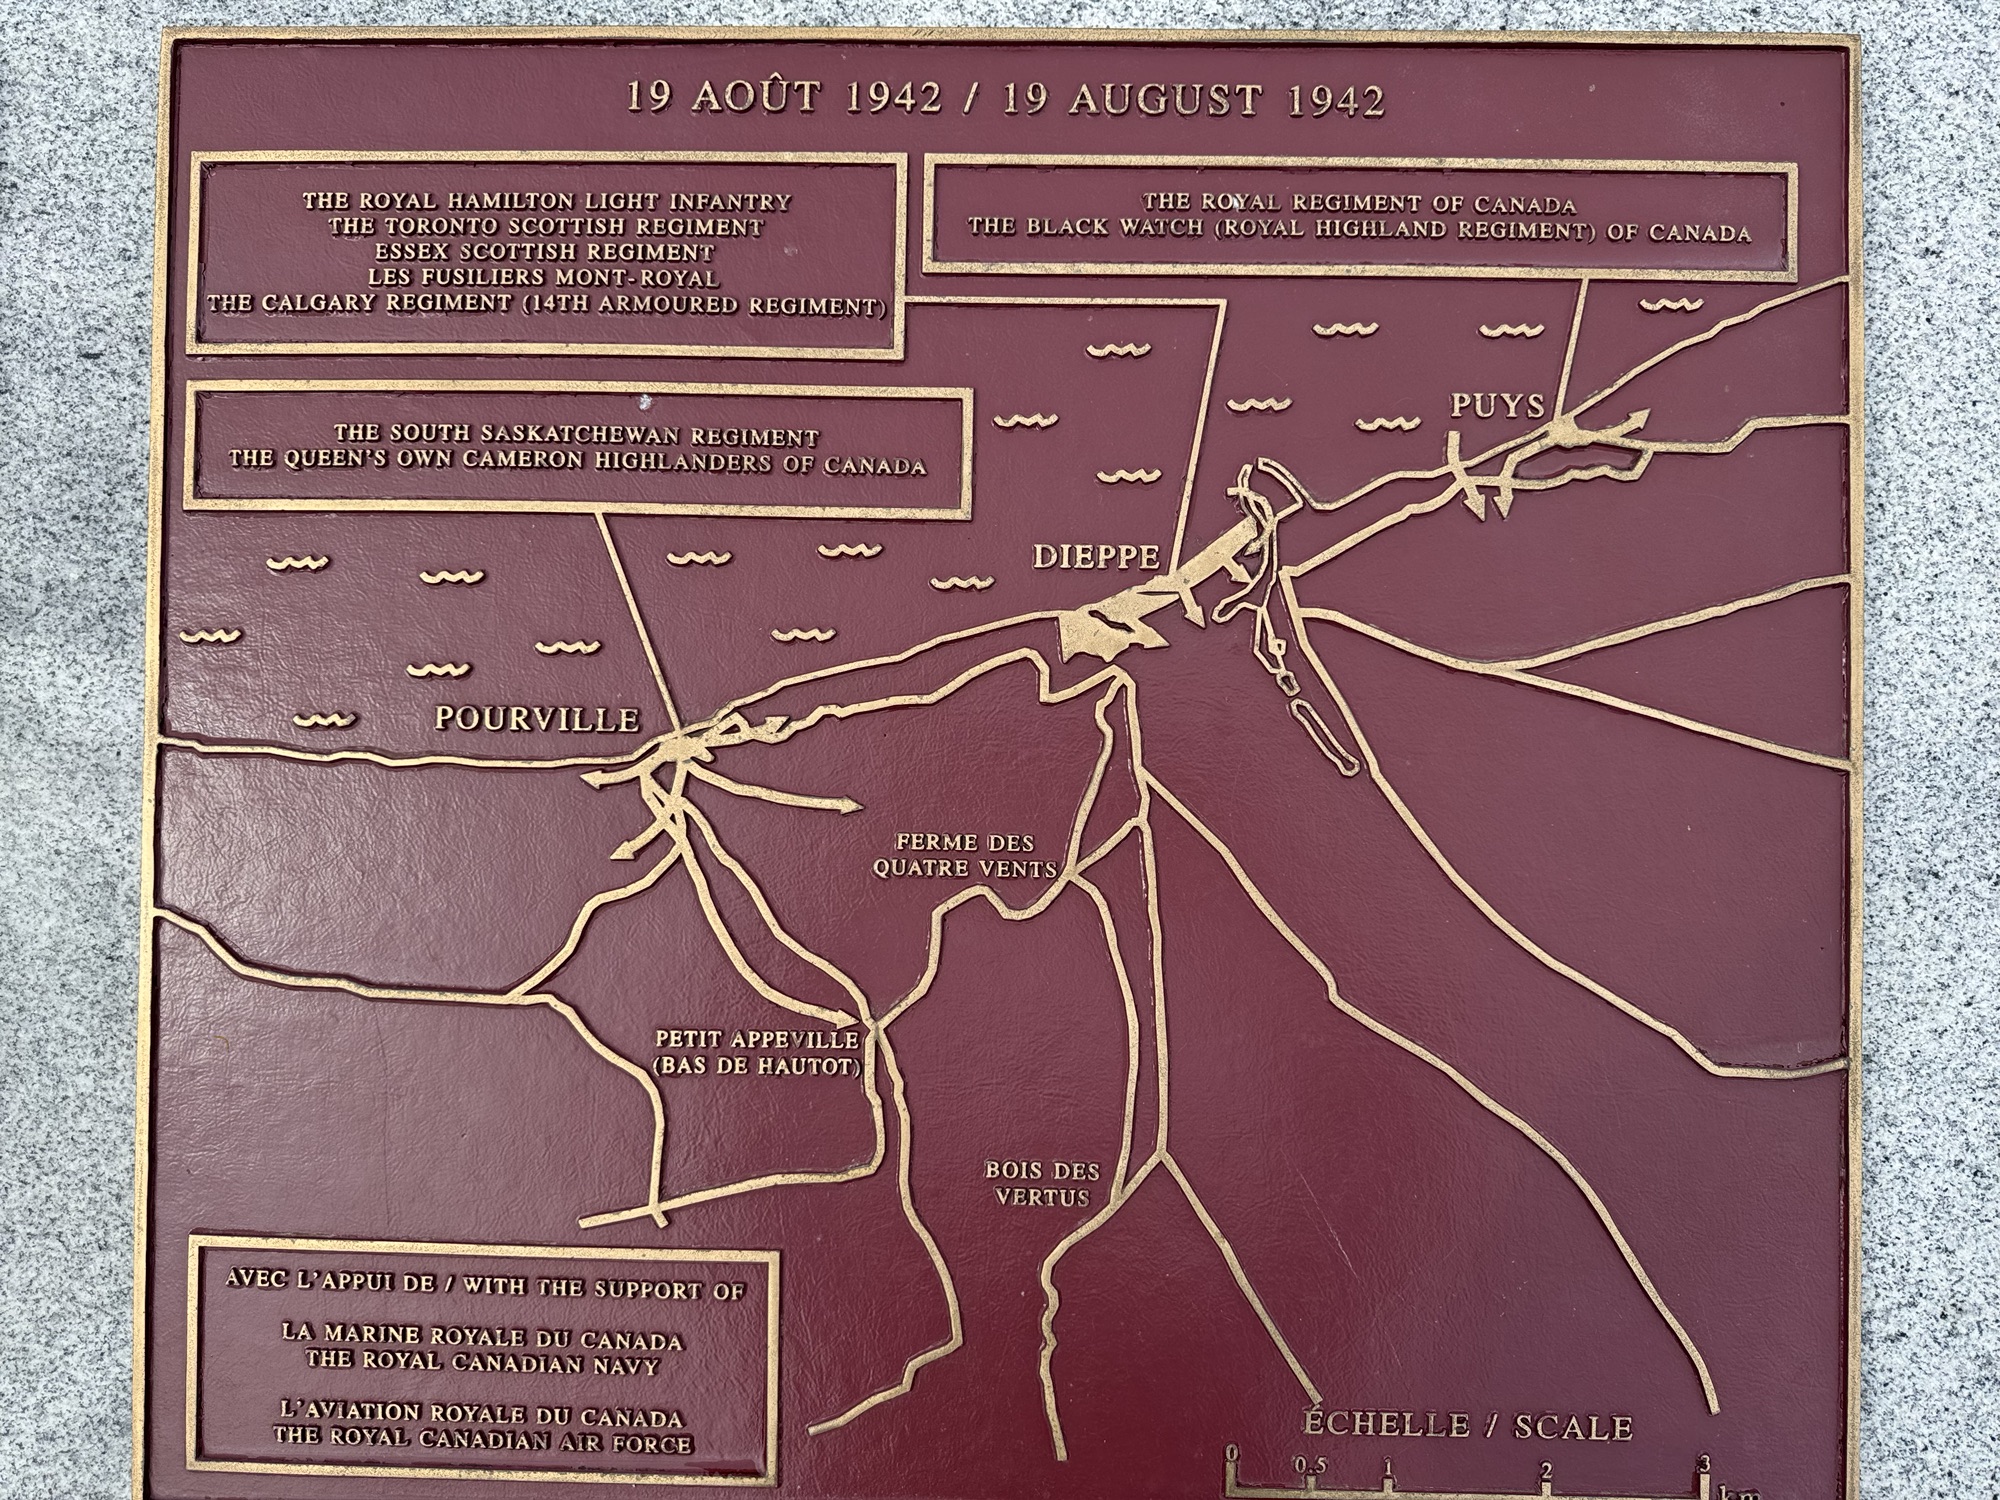 19 AOÛT 1942 / 19 AUGUST 1942
THE ROYAL HAMILTON LIGHT INFANTRY
THE TORONTO SCOTTISH REGIMENT
ESSEX SCOTTISH REGIMENT
LES FUSILIERS MONT-ROYAL
THE CALGARY REGIMENT (14TH ARMOURED REGIMENT)
THE ROYAL REGIMENT OF CANADA
THE BLACK WATCH (ROYAL HIGHLAND REGIMENT) OF CANADA
THE SOUTH SASKATCHEWAN REGIMENT
THE QUEEN'S OWN CAMERON HIGHLANDERS OF CANADA
PUYS
DIEPPE
POURVILLE
FERME DES
QUATRE VENTS
PETIT APPEVILLE
(BAS DE HAUTOT)
BOIS DES
VERTUS
AVEC L'APPUI DE / WITH THE SUPPORT OF
LA MARINE ROYALE DU CANADA
THE ROYAL CANADIAN NAVY
L'AVIATION ROYALE DU CANADA
THE ROYAL CANADIAN AIR FORCE
ÉCHELLE / SCALE
0 0.5 1 2 3
km